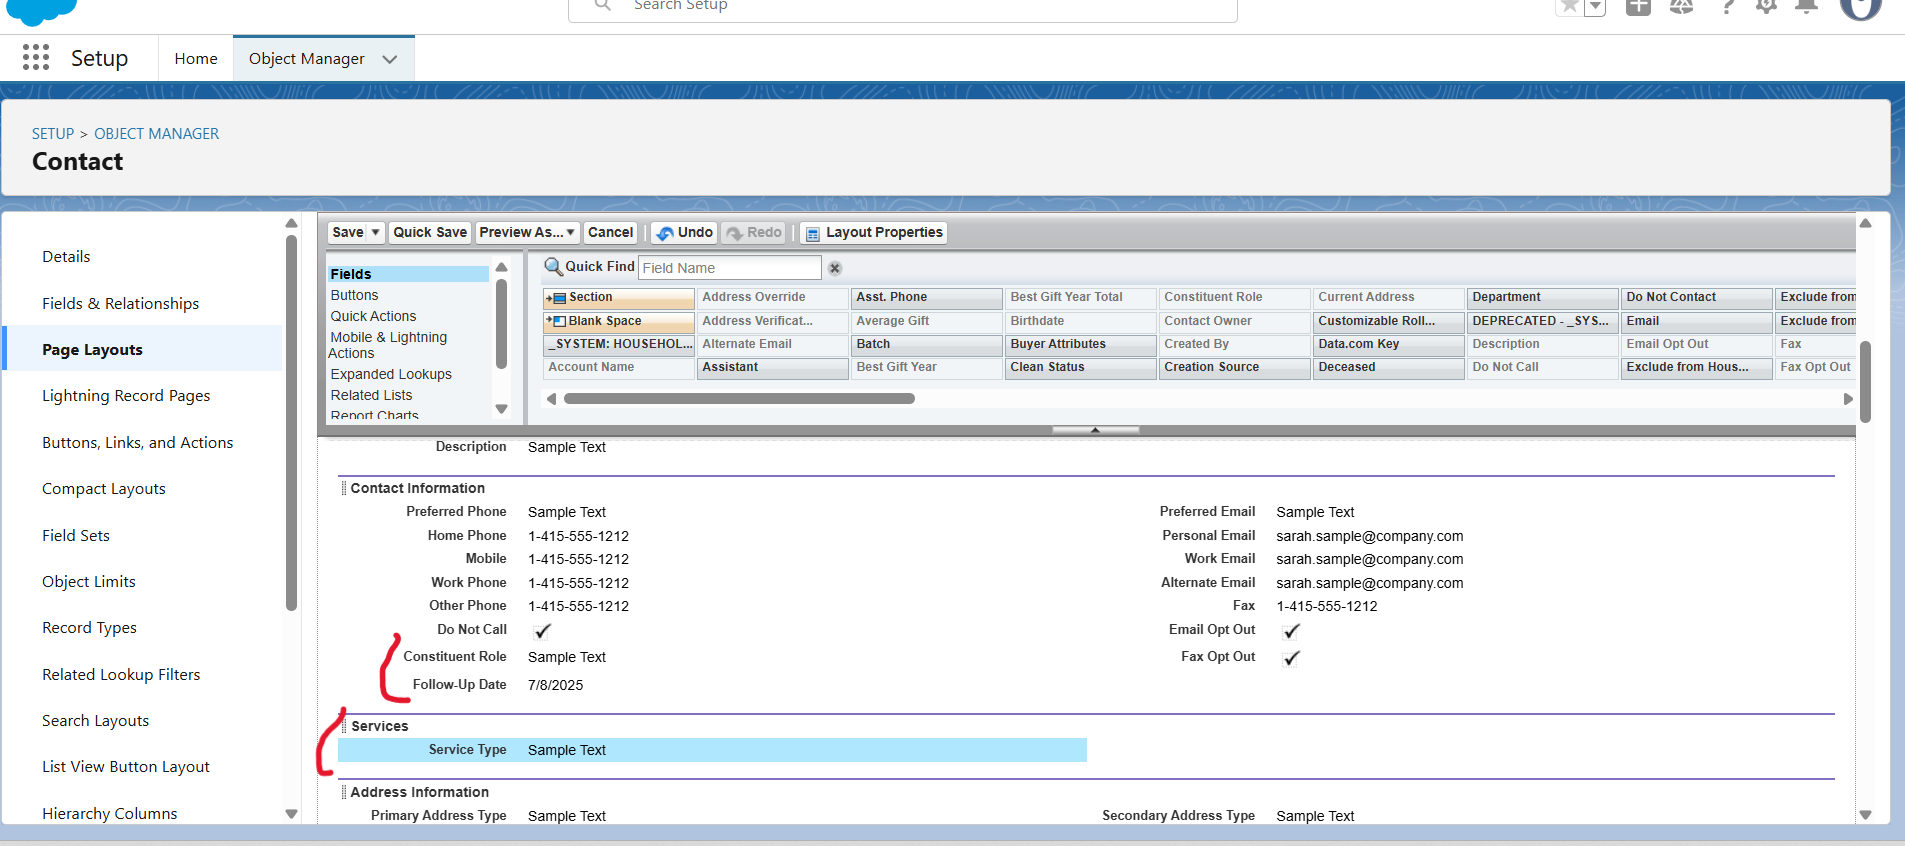 Search Setup
Setup Home Object Manager
SETUP > OBJECT MANAGER
Contact
Details
Fields & Relationships
Page Layouts
Lightning Record Pages
Buttons, Links, and Actions
Compact Layouts
Field Sets
Object Limits
Record Types
Related Lookup Filters
Search Layouts
List View Button Layout
Hierarchy Columns
Save Quick Save Preview As... Cancel Undo Redo Layout Properties
Fields
Buttons
Quick Actions
Mobile & Lightning
Actions
Expanded Lookups
Related Lists
Report Charts
Quick Find Field Name
Section Address Override Asst. Phone Best Gift Year Total Constituent Role Current Address Department Do Not Contact Exclude from
Blank Space Address Verificat... Average Gift Birthdate Contact Owner Customizable Roll... DEPRECATED - _SYS... Email Exclude from
_SYSTEM: HOUSEHOL... Alternate Email Batch Buyer Attributes Created By Data.com Key Description Email Opt Out Fax
Account Name Assistant Best Gift Year Clean Status Creation Source Deceased Do Not Call Exclude from Hous... Fax Opt Out
Description Sample Text
Contact Information
Preferred Phone Sample Text Preferred Email Sample Text
Home Phone 1-415-555-1212 Personal Email sarah.sample@company.com
Mobile 1-415-555-1212 Work Email sarah.sample@company.com
Work Phone 1-415-555-1212 Alternate Email sarah.sample@company.com
Other Phone 1-415-555-1212 Fax 1-415-555-1212
Do Not Call Email Opt Out
Constituent Role Sample Text Fax Opt Out
Follow-Up Date 7/8/2025
Services
Service Type Sample Text
Address Information
Primary Address Type Sample Text Secondary Address Type Sample Text